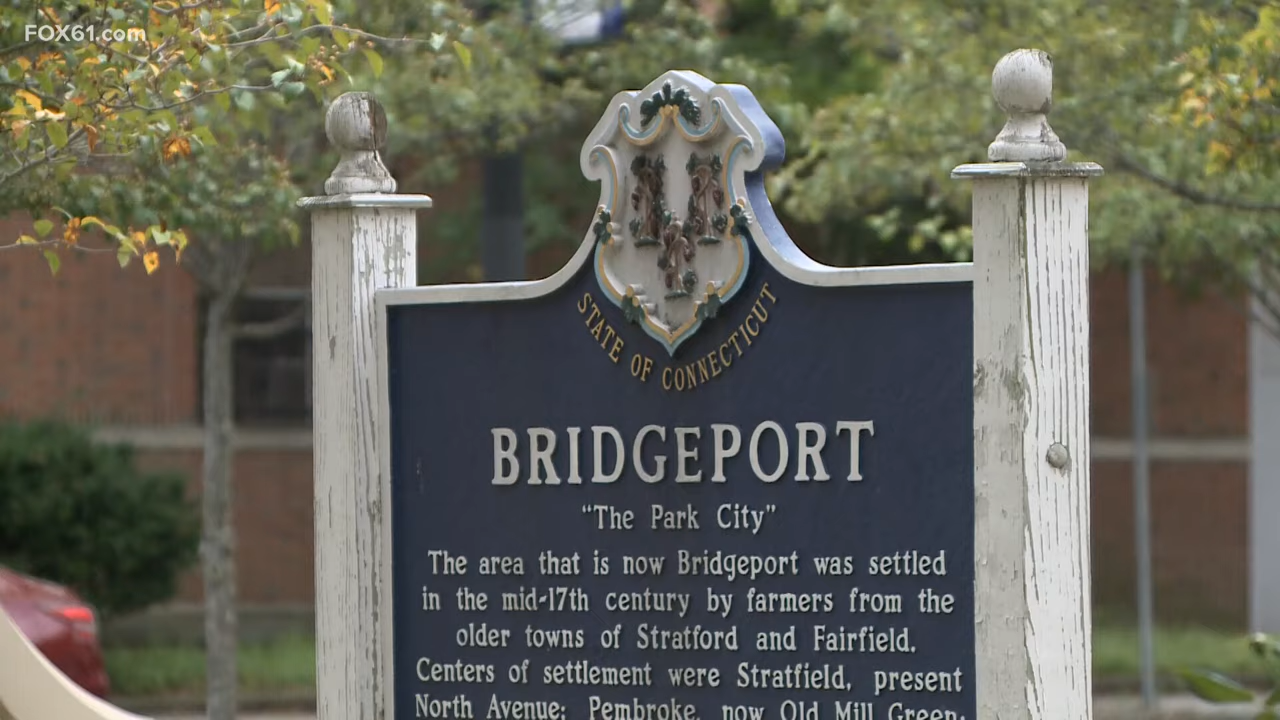 FOX61.com
STATE OF CONNECTICUT
BRIDGEPORT
"The Park City"
The area that is now Bridgeport was settled
in the mid-17th century by farmers from the
older towns of Stratford and Fairfield.
Centers of settlement were Stratfield, present
North Avenue; Pembroke, now Old Mill Green,